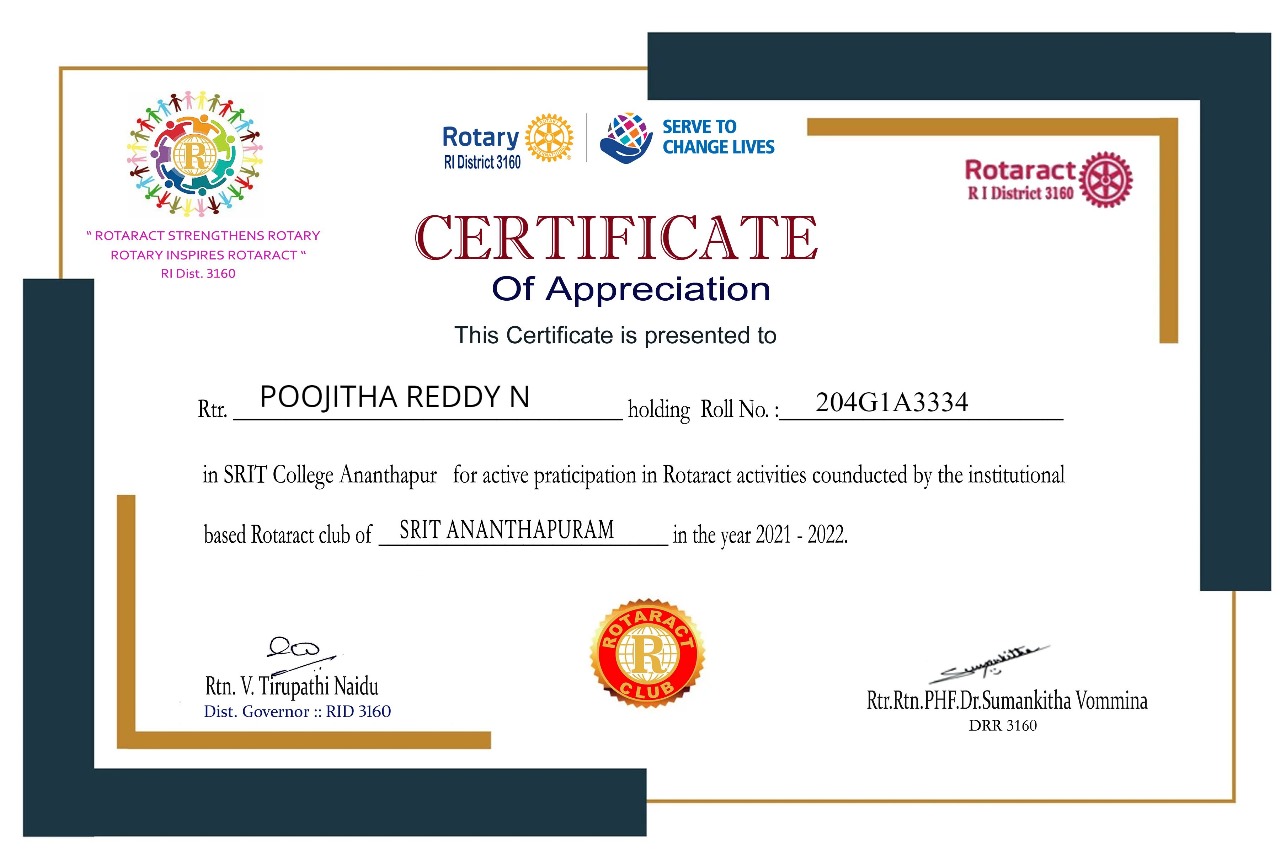 Rotary
RI District 3160
SERVE TO
CHANGE LIVES
Rotaract
R I District 3160
R
" ROTARACT STRENGTHENS ROTARY
ROTARY INSPIRES ROTARACT "
RI Dist. 3160
CERTIFICATE
Of Appreciation
This Certificate is presented to
Rtr. POOJITHA REDDY N holding Roll No. : 204G1A3334
in SRIT College Ananthapur for active praticipation in Rotaract activities counducted by the institutional
based Rotaract club of SRIT ANANTHAPURAM in the year 2021 - 2022.
ROTARACT
R
CLUB
Rtn. V. Tirupathi Naidu
Dist. Governor :: RID 3160
Sumankitha
Rtr.Rtn.PHF.Dr.Sumankitha Vommina
DRR 3160